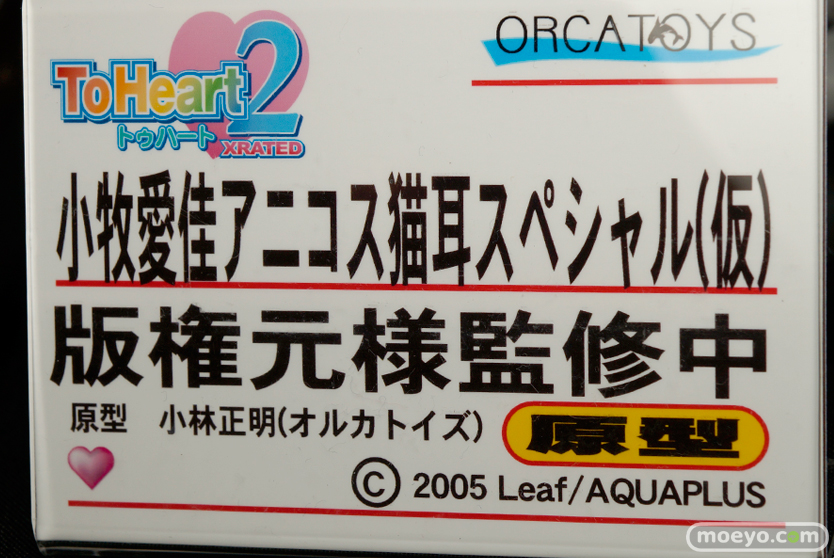 ORCATOYS
ToHeart2
トゥハート
XRATED
小牧愛佳アニコス猫耳スペシャル(仮)
版権元様監修中
原型 小林正明(オルカトイズ)
原型
© 2005 Leaf/AQUAPLUS
moeyo.com